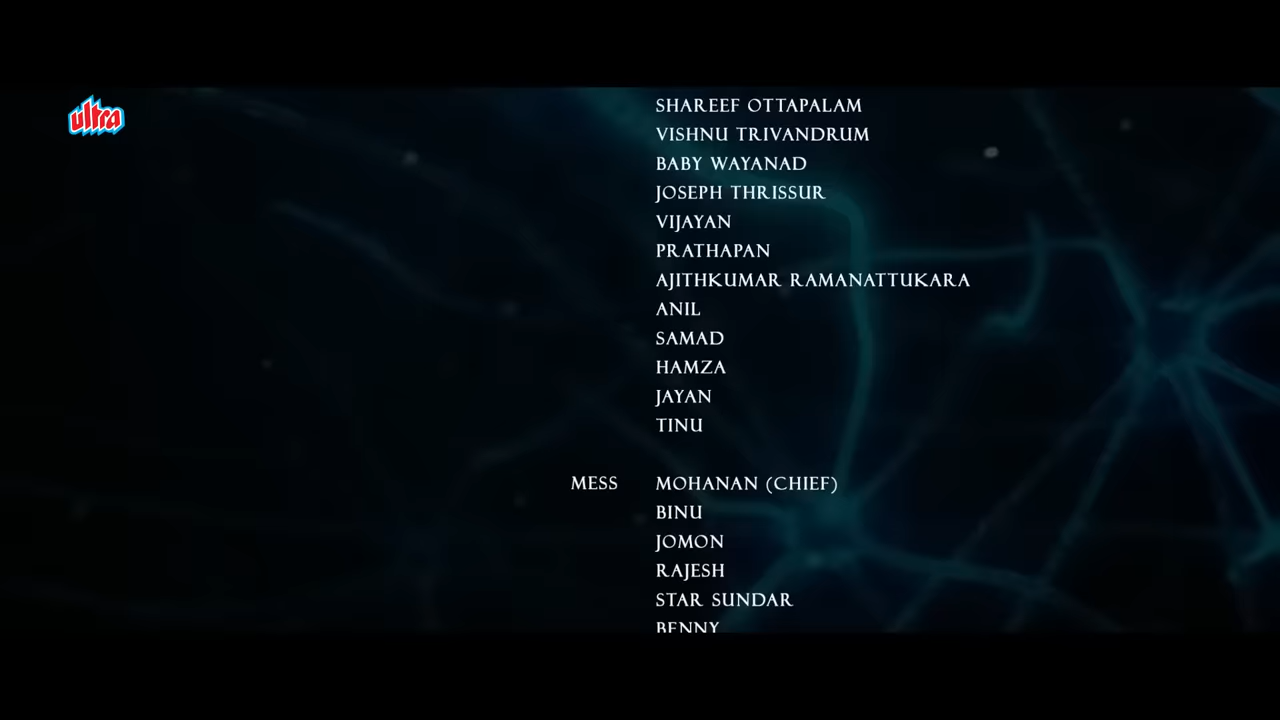 ultra
SHAREEF OTTAPALAM
VISHNU TRIVANDRUM
BABY WAYANAD
JOSEPH THRISSUR
VIJAYAN
PRATHAPAN
AJITHKUMAR RAMANATTUKARA
ANIL
SAMAD
HAMZA
JAYAN
TINU
MESS MOHANAN (CHIEF)
BINU
JOMON
RAJESH
STAR SUNDAR
BENNY